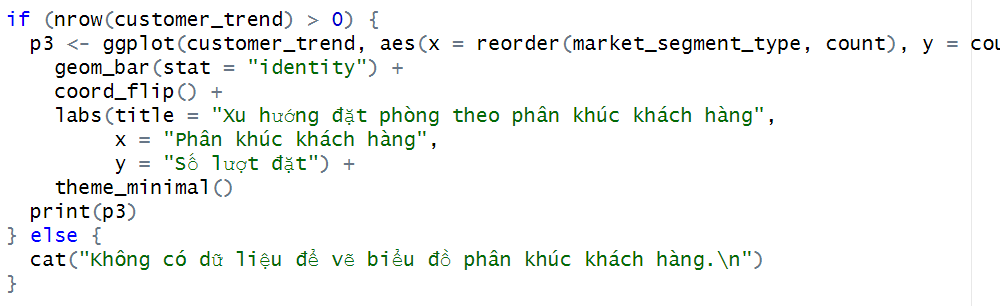 if (nrow(customer_trend) > 0) {
  p3 <- ggplot(customer_trend, aes(x = reorder(market_segment_type, count), y =
    geom_bar(stat = "identity") +
    coord_flip() +
    labs(title = "Xu hướng đặt phòng theo phân khúc khách hàng",
         x = "Phân khúc khách hàng",
         y = "Số lượt đặt") +
    theme_minimal()
  print(p3)
} else {
  cat("Không có dữ liệu để vẽ biểu đồ phân khúc khách hàng.\n")
}